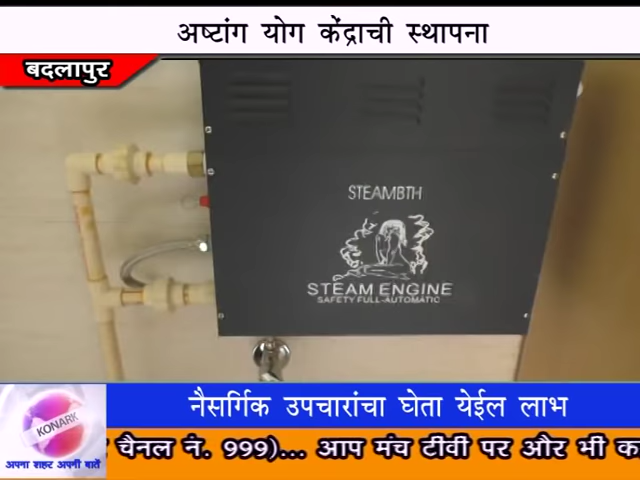 अष्टांग योग केंद्राची स्थापना
बदलापुर
STEAMBTH
STEAM ENGINE
SAFETY FULL-AUTOMATIC
नैसर्गिक उपचारांचा घेता येईल लाभ
KONARK
अपना शहर अपनी बातें
चैनल नं. 999)... आप मंच टीवी पर और भी